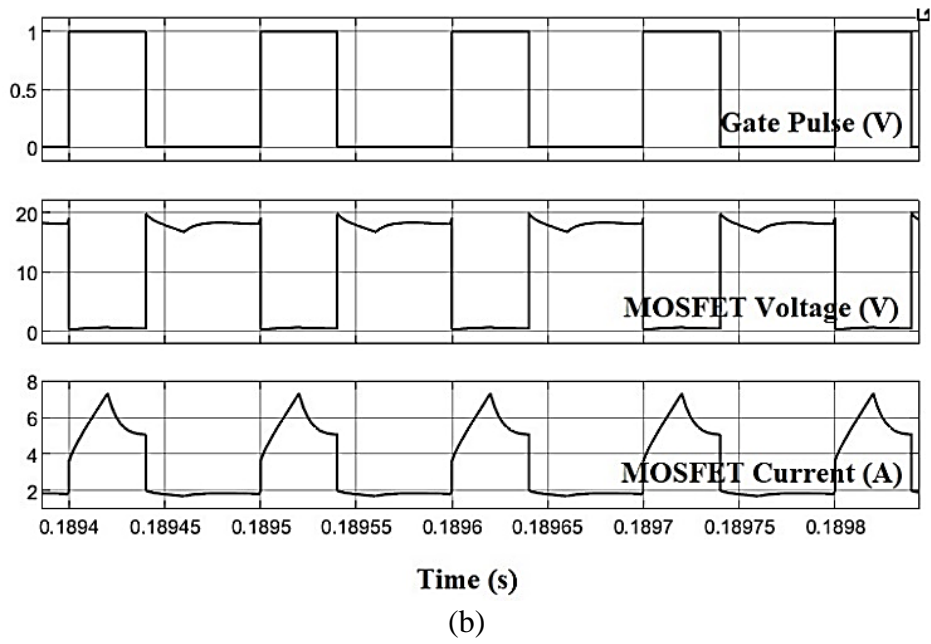 1
0.5
0
Gate Pulse (V)
20
10
0
MOSFET Voltage (V)
8
6
4
2
MOSFET Current (A)
0.1894 0.18945 0.1895 0.18955 0.1896 0.18965 0.1897 0.18975 0.1898
Time (s)
(b)